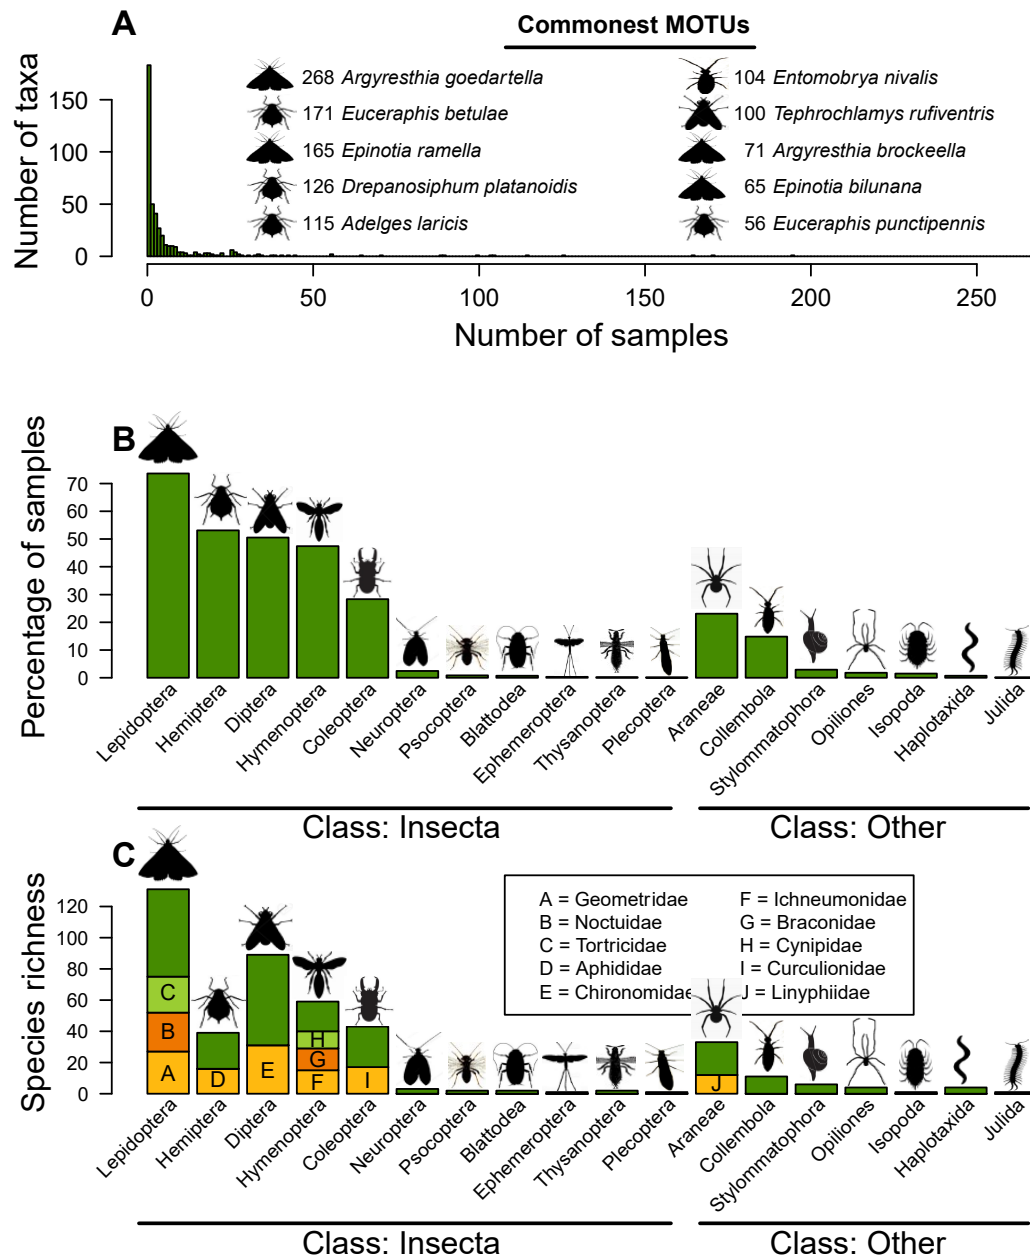 A
Commonest MOTUs
Number of taxa
150
100
50
0
268 Argyresthia goedartella
171 Euceraphis betulae
165 Epinotia ramella
126 Drepanosiphum platanoidis
115 Adelges laricis
104 Entomobrya nivalis
100 Tephrochlamys rufiventris
71 Argyresthia brockeella
65 Epinotia bilunana
56 Euceraphis punctipennis
0 50 100 150 200 250
Number of samples
B
Percentage of samples
70
60
50
40
30
20
10
0
Lepidoptera
Hemiptera
Diptera
Hymenoptera
Coleoptera
Neuroptera
Psocoptera
Blattodea
Ephemeroptera
Thysanoptera
Plecoptera
Araneae
Collembola
Stylommatophora
Opiliones
Isopoda
Haplotaxida
Julida
Class: Insecta
Class: Other
C
Species richness
120
100
80
60
40
20
0
C
B
A
D
E
H
G
F
I
J
A = Geometridae
B = Noctuidae
C = Tortricidae
D = Aphididae
E = Chironomidae
F = Ichneumonidae
G = Braconidae
H = Cynipidae
I = Curculionidae
J = Linyphiidae
Lepidoptera
Hemiptera
Diptera
Hymenoptera
Coleoptera
Neuroptera
Psocoptera
Blattodea
Ephemeroptera
Thysanoptera
Plecoptera
Araneae
Collembola
Stylommatophora
Opiliones
Isopoda
Haplotaxida
Julida
Class: Insecta
Class: Other